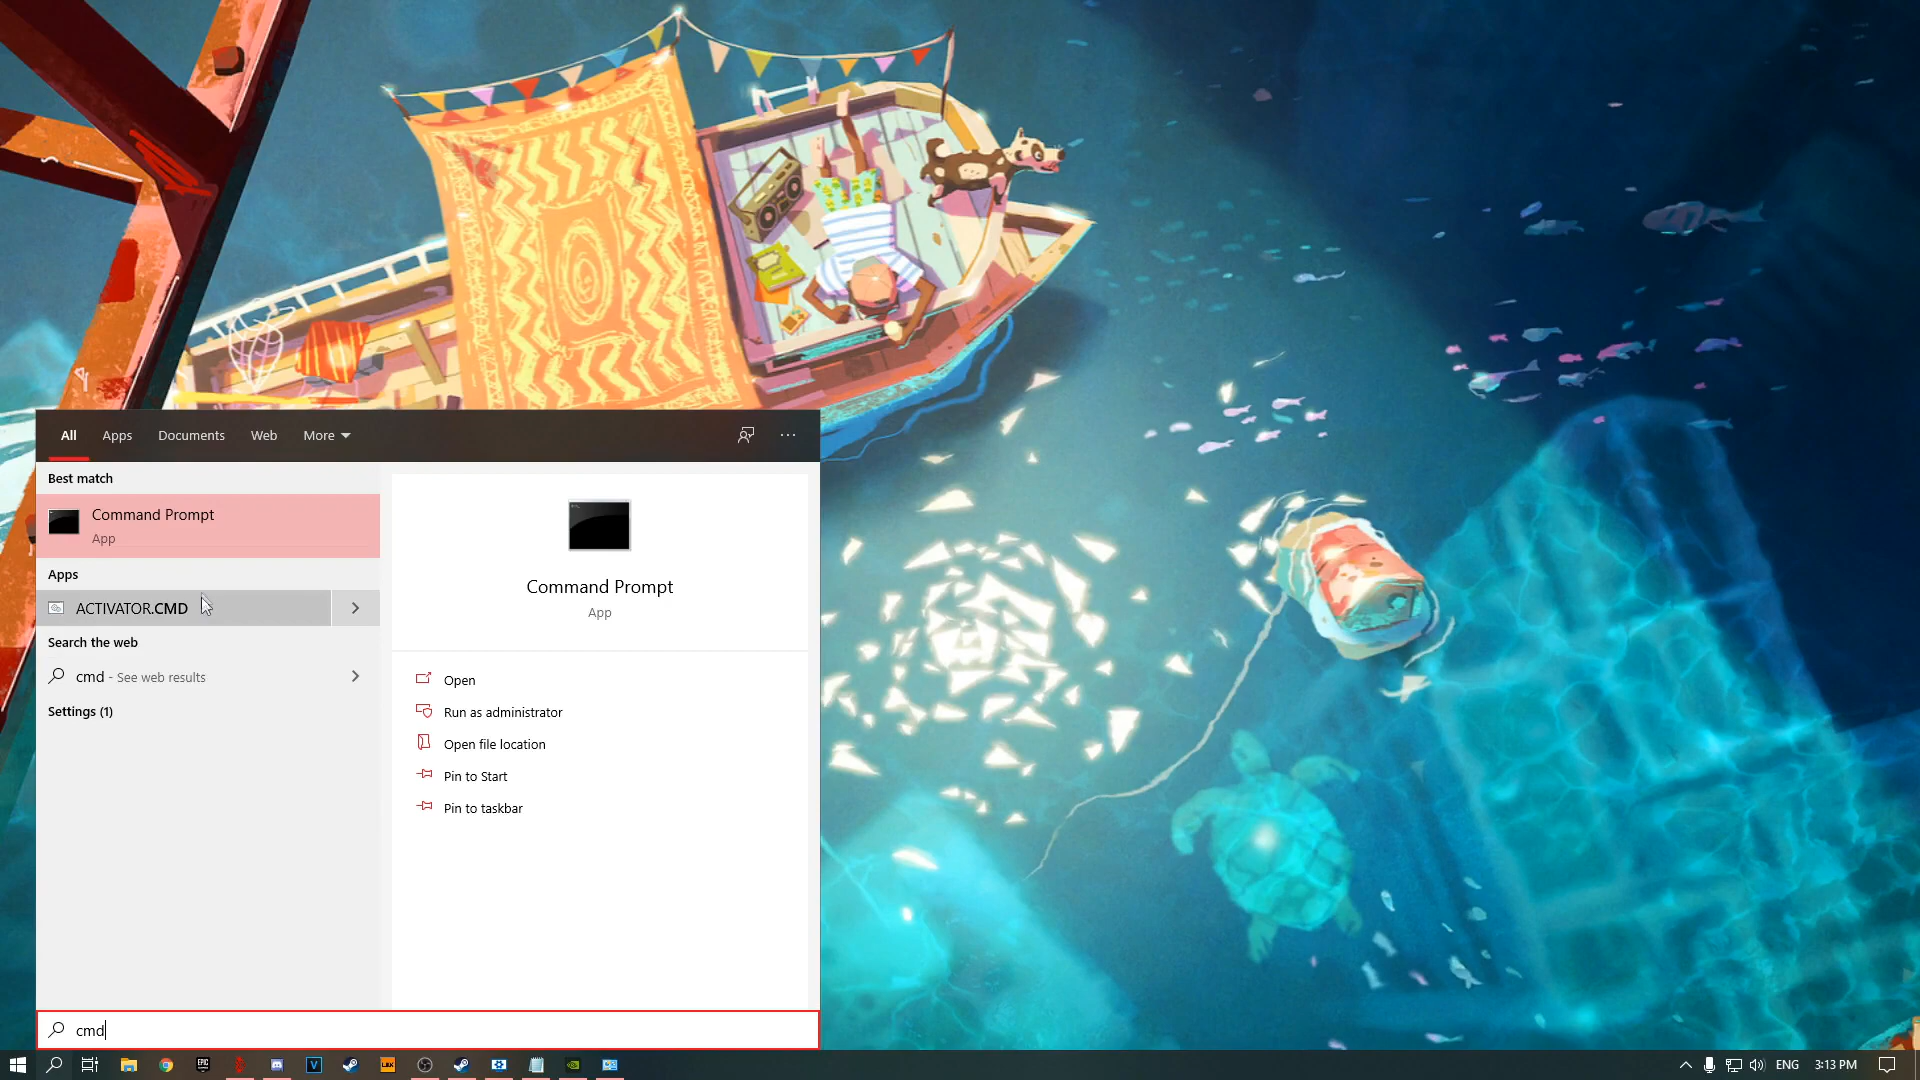 All Apps Documents Web More
Best match
Command Prompt
App
Apps
ACTIVATOR.CMD
Search the web
cmd - See web results
Settings (1)
Command Prompt
App
Open
Run as administrator
Open file location
Pin to Start
Pin to taskbar
cmd
EPIC
V
ENG 3:13 PM